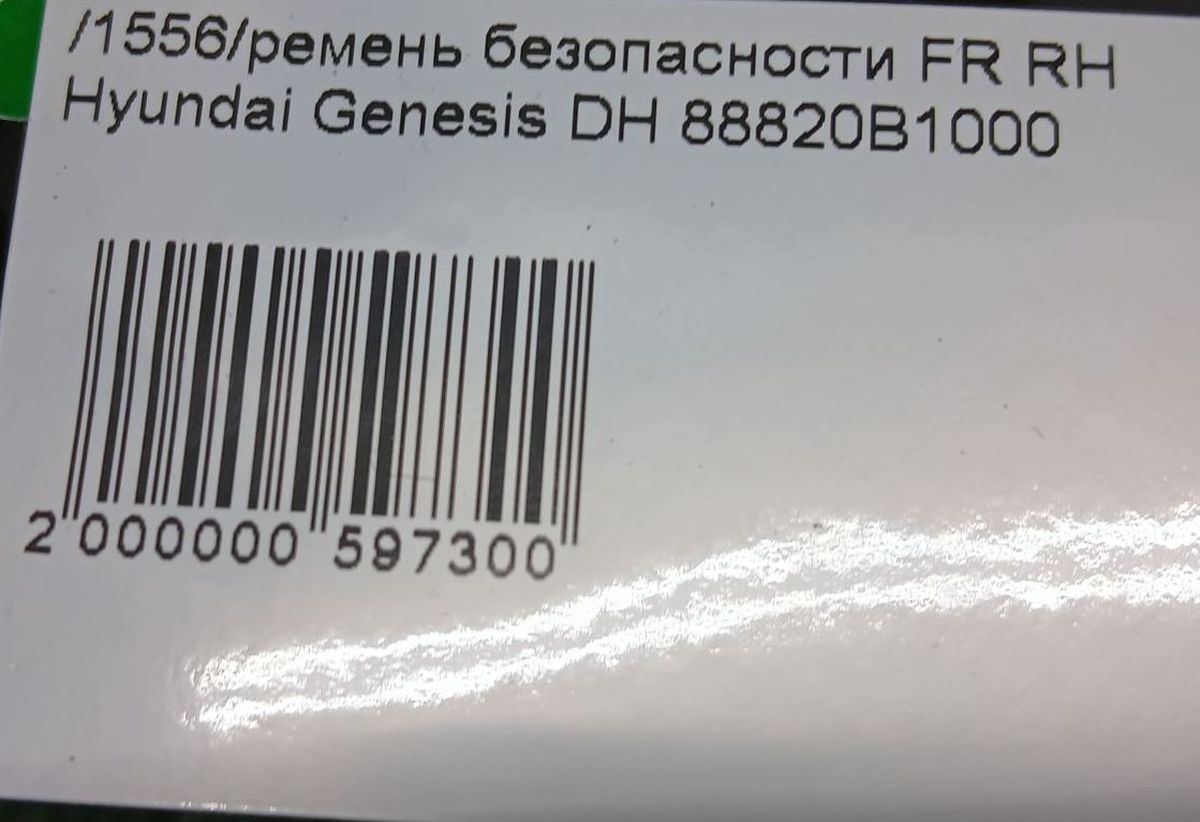 /1556/ремень безопасности FR RH
Hyundai Genesis DH 88820B1000
2 000000 597300